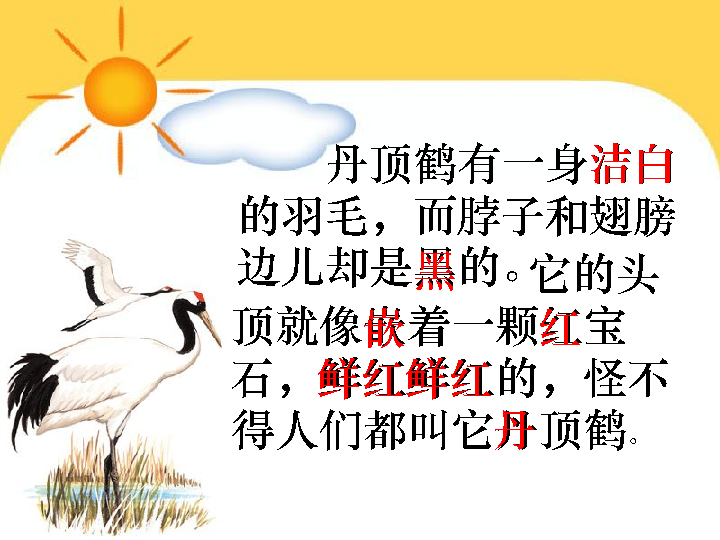 丹顶鹤有一身洁白
的羽毛，而脖子和翅膀
边儿却是黑的。它的头
顶就像嵌着一颗红宝
石，鲜红鲜红的，怪不
得人们都叫它丹顶鹤。